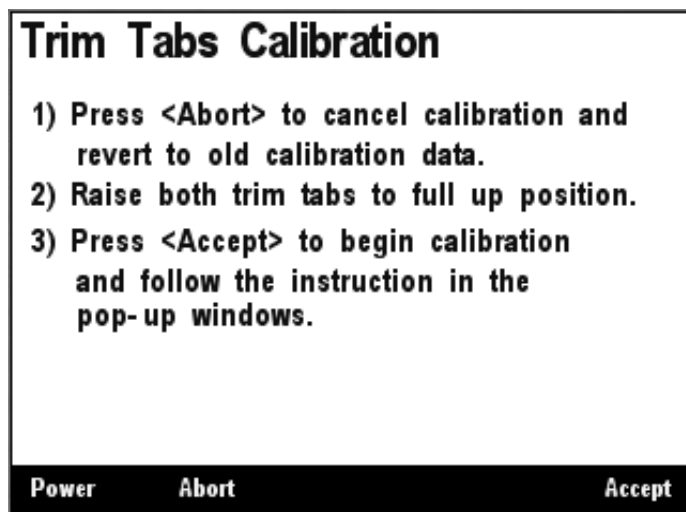 Trim Tabs Calibration
1) Press <Abort> to cancel calibration and
revert to old calibration data.
2) Raise both trim tabs to full up position.
3) Press <Accept> to begin calibration
and follow the instruction in the
pop-up windows.
Power Abort Accept